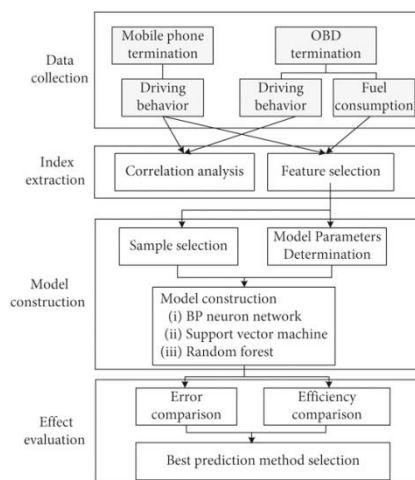 Data
collection
Mobile phone
termination
OBD
termination
Driving
behavior
Driving
behavior
Fuel
consumption
Index
extraction
Correlation analysis
Feature selection
Model
construction
Sample selection
Model Parameters
Determination
Model construction
(i) BP neuron network
(ii) Support vector machine
(iii) Random forest
Effect
evaluation
Error
comparison
Efficiency
comparison
Best prediction method selection